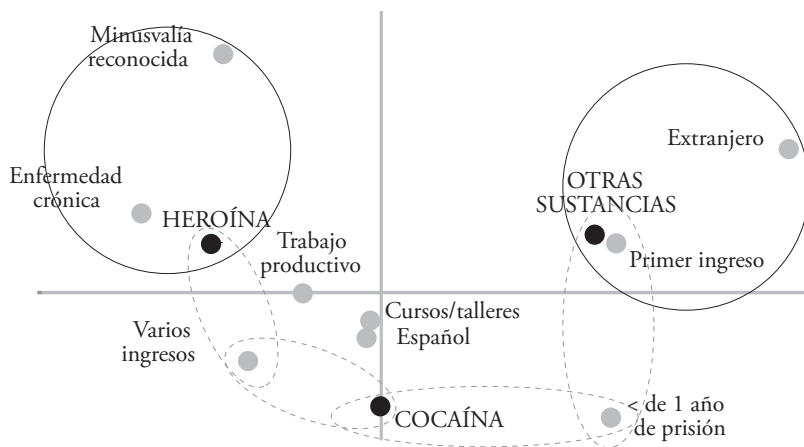 Minusvalía
reconocida
Extranjero
Enfermedad
crónica
OTRAS
SUSTANCIAS
HEROÍNA
Trabajo
productivo
Primer ingreso
Cursos/talleres
Español
Varios
ingresos
COCAÍNA
< de 1 año
de prisión